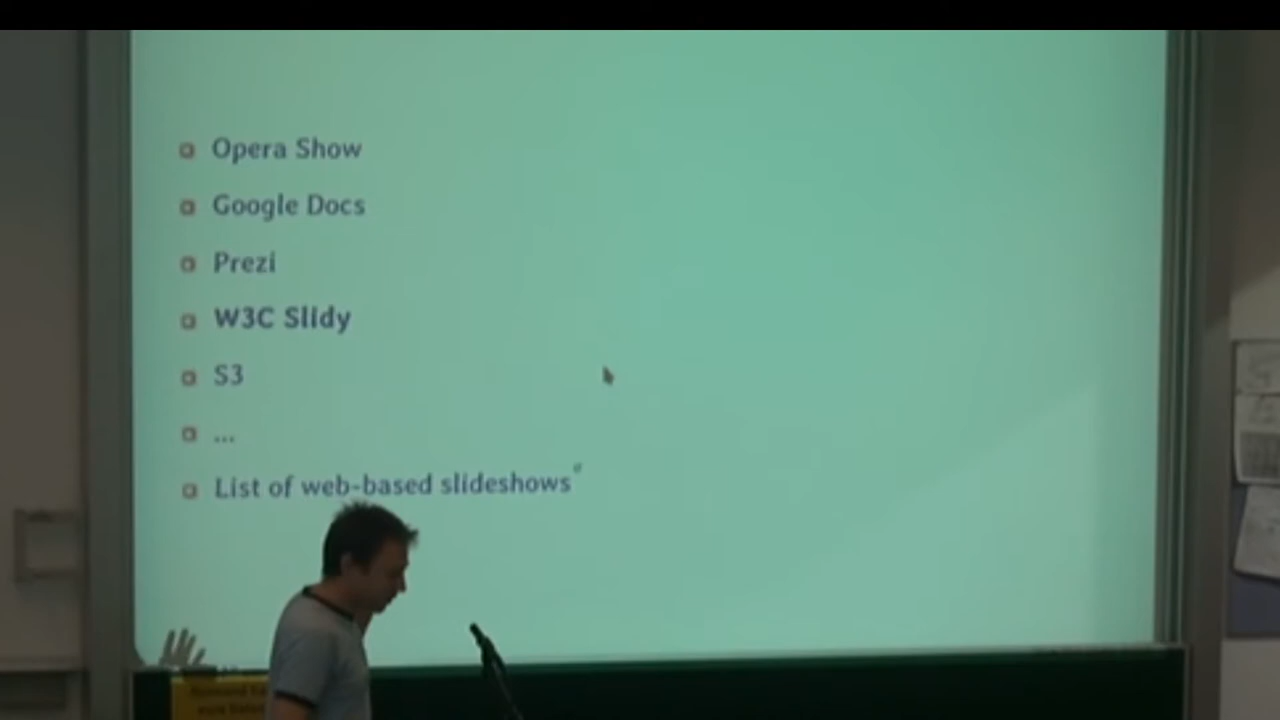 Opera Show
Google Docs
Prezi
W3C Slidy
S3
...
List of web-based slideshows